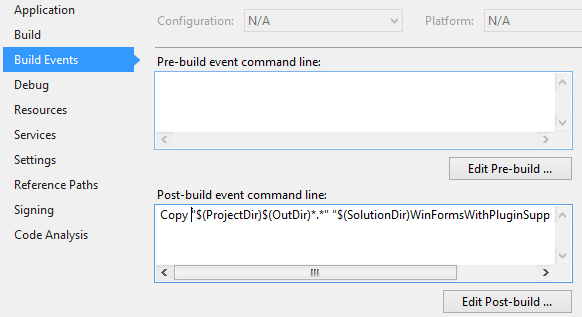 Application
Build
Build Events
Debug
Resources
Services
Settings
Reference Paths
Signing
Code Analysis
Configuration: N/A Platform: N/A
Pre-build event command line:
Edit Pre-build ...
Post-build event command line:
Copy "$(ProjectDir)$(OutDir)*.*" "$(SolutionDir)WinFormsWithPluginSupp
Edit Post-build ...